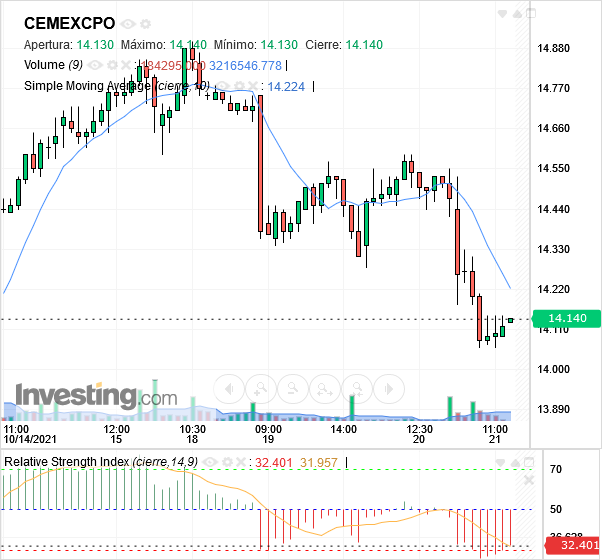 CEMEXCPO
Apertura: 14.130 Máximo: 14.140 Mínimo: 14.130 Cierre: 14.140
Volume (9) 3216546.778
Simple Moving Average (cierre,10) : 14.224
14.880
14.770
14.660
14.550
14.440
14.330
14.220
14.140
14.110
14.000
13.890
Investing.com
11:00 12:00 10:30 09:00 14:00 12:30 11:00
10/14/2021 15 18 19 20 21
Relative Strength Index (cierre,14,9) : 32.401 31.957
70
50
32.401